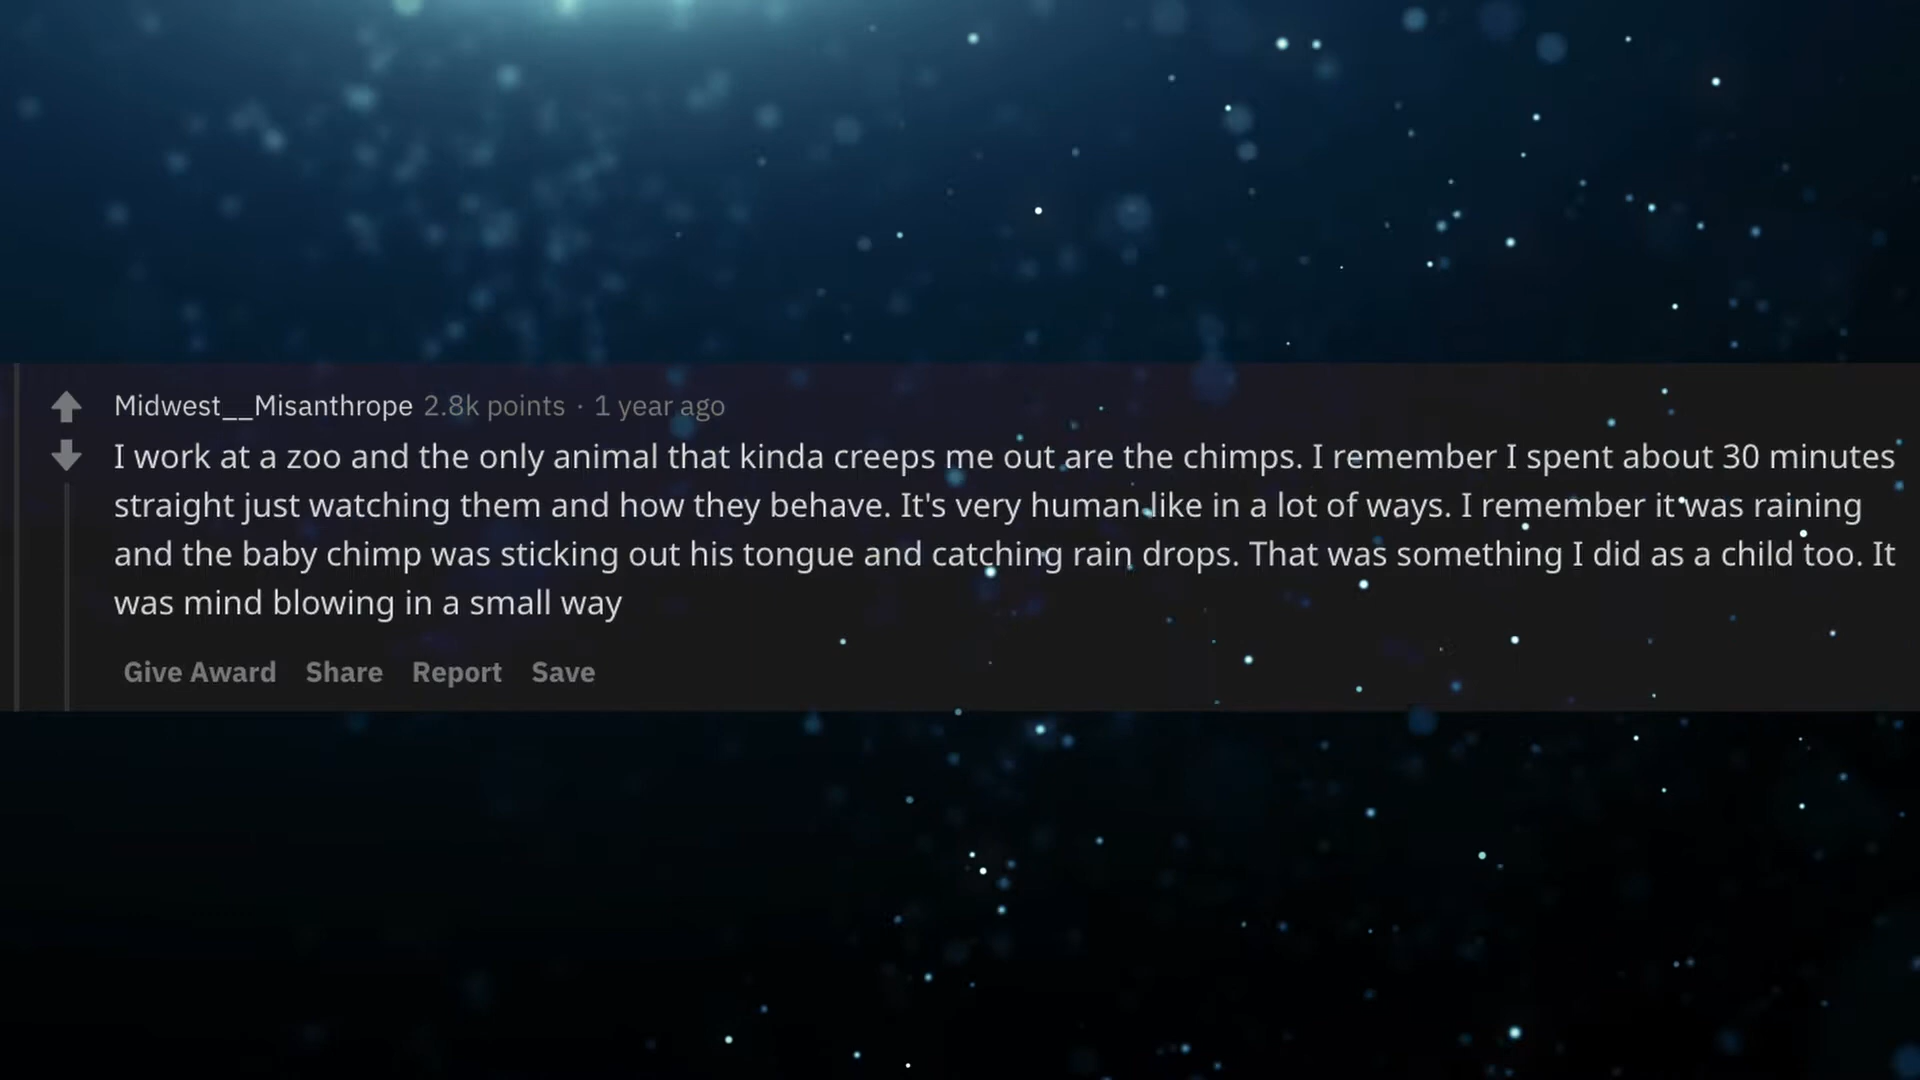 Midwest__Misanthrope 2.8k points · 1 year ago
I work at a zoo and the only animal that kinda creeps me out are the chimps. I remember I spent about 30 minutes
straight just watching them and how they behave. It's very human like in a lot of ways. I remember it was raining
and the baby chimp was sticking out his tongue and catching rain drops. That was something I did as a child too. It
was mind blowing in a small way
Give Award Share Report Save